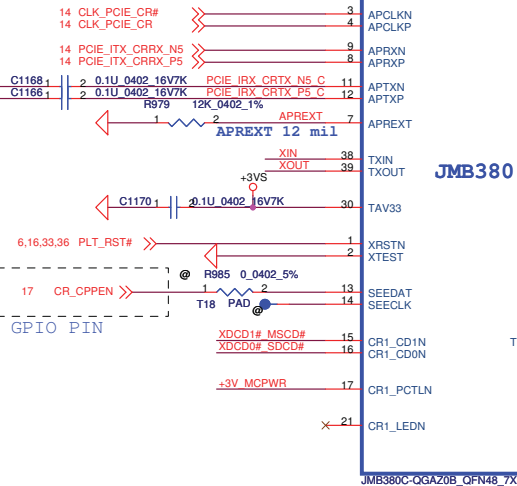 14 CLK_PCIE_CR# 3 APCLKN
14 CLK_PCIE_CR 4 APCLKP
14 PCIE_ITX_CRRX_N5 9 APRXN
14 PCIE_ITX_CRRX_P5 8 APRXP
C1168 1 2 0.1U_0402_16V7K PCIE_IRX_CRTX_N5_C 11 APTXN
C1166 1 2 0.1U_0402_16V7K PCIE_IRX_CRTX_P5_C 12 APTXP
R979 12K_0402_1%
1 2 APREXT 7 APREXT
APREXT 12 mil
XIN 38 TXIN
XOUT 39 TXOUT
JMB380
+3VS
C1170 1 2 0.1U_0402_16V7K 30 TAV33
6,16,33,36 PLT_RST# 1 XRSTN
2 XTEST
@ R985 0_0402_5%
17 CR_CPPEN 1 2 13 SEEDAT
T18 PAD @ 14 SEECLK
GPIO PIN
XDCD1#_MSCD# 15 CR1_CD1N
XDCD0#_SDCD# 16 CR1_CD0N
T
+3V_MCPWR 17 CR1_PCTLN
21 CR1_LEDN
JMB380C-QGAZ0B_QFN48_7X